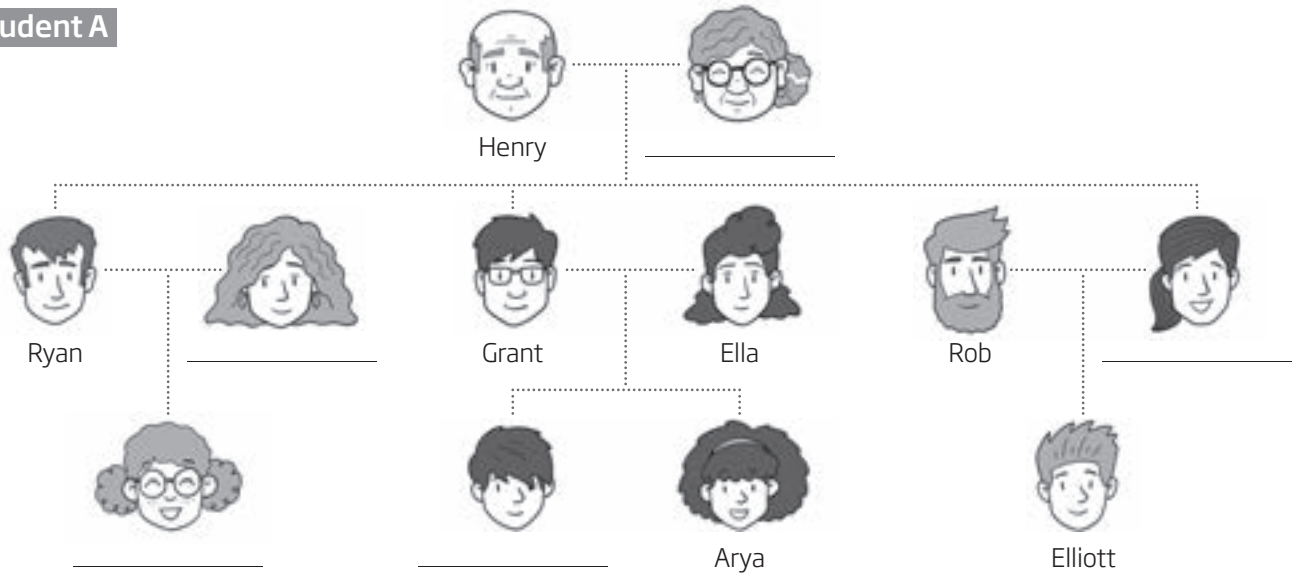 udent A
Henry
Ryan
Grant
Ella
Rob
Arya
Elliott